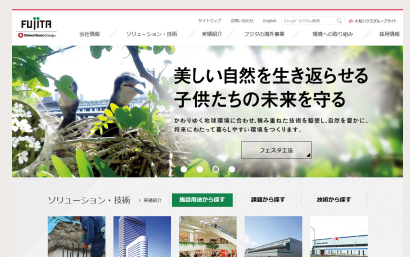 FUJITA
Daiwa House Group
サイトマップ お問い合わせ English 大和ハウスグループサイト
会社情報 ソリューション・技術 実績紹介 フジタの海外事業 環境への取り組み 採用情報
美しい自然を生き返らせる
子供たちの未来を守る
かわりゆく地球環境に合わせ、積み重ねた技術を駆使し、自然を豊かに、
将来にわたって暮らしやすい環境をつくります。
フェスタ工法
ソリューション・技術 実績紹介 施設用途から探す 課題から探す 技術から探す